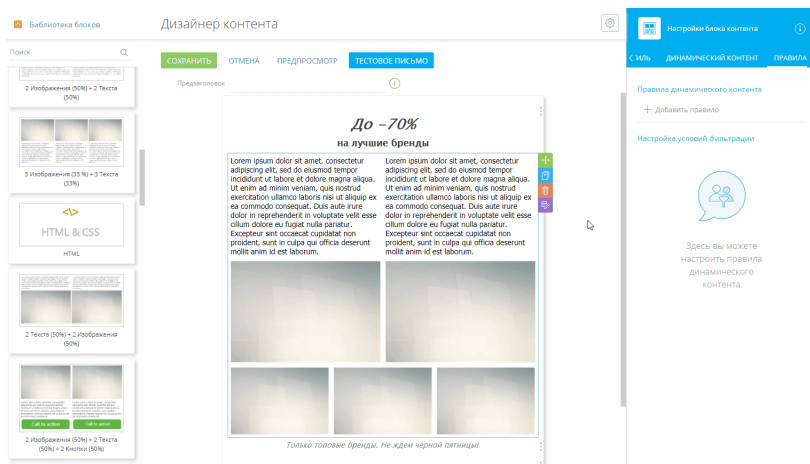 Библиотека блоков
Поиск
2 Изображения (50%) + 2 Текста
(50%)
3 Изображения (33 %) + 3 Текста
(33%)
</>
HTML & CSS
HTML
2 Текста (50%) + 2 Изображения
(50%)
Call to action
Call to action
2 Изображения (50%) + 2 Текста
(50%) + 2 Кнопки (50%)
Дизайнер контента
СОХРАНИТЬ ОТМЕНА ПРЕДПРОСМОТР ТЕСТОВОЕ ПИСЬМО
Предзаголовок
До –70%
на лучшие бренды
Lorem ipsum dolor sit amet, consectetur
adipiscing elit, sed do eiusmod tempor
incididunt ut labore et dolore magna aliqua.
Ut enim ad minim veniam, quis nostrud
exercitation ullamco laboris nisi ut aliquip ex
ea commodo consequat. Duis aute irure
dolor in reprehenderit in voluptate velit esse
cillum dolore eu fugiat nulla pariatur.
Excepteur sint occaecat cupidatat non
proident, sunt in culpa qui officia deserunt
mollit anim id est laborum.
Lorem ipsum dolor sit amet, consectetur
adipiscing elit, sed do eiusmod tempor
incididunt ut labore et dolore magna aliqua.
Ut enim ad minim veniam, quis nostrud
exercitation ullamco laboris nisi ut aliquip ex
ea commodo consequat. Duis aute irure
dolor in reprehenderit in voluptate velit esse
cillum dolore eu fugiat nulla pariatur.
Excepteur sint occaecat cupidatat non
proident, sunt in culpa qui officia deserunt
mollit anim id est laborum.
Только топовые бренды. Не ждем черной пятницы!
Настройки блока контента
ИЛЬ ДИНАМИЧЕСКИЙ КОНТЕНТ ПРАВИЛА
Правила динамического контента
+ Добавить правило
Настройка условий фильтрации
Здесь вы можете
настроить правила
динамического
контента